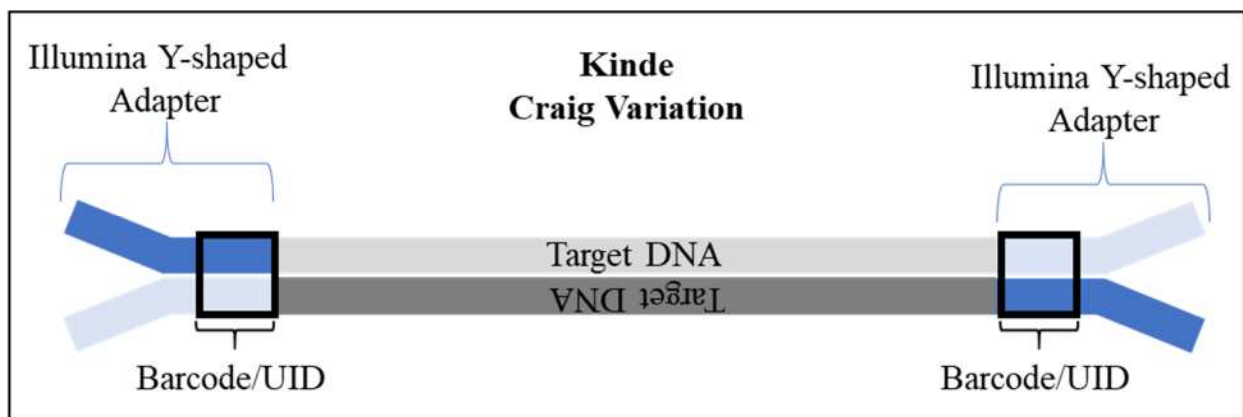 Illumina Y-shaped
Adapter
Kinde
Craig Variation
Illumina Y-shaped
Adapter
Target DNA
Target DNA
Barcode/UID
Barcode/UID